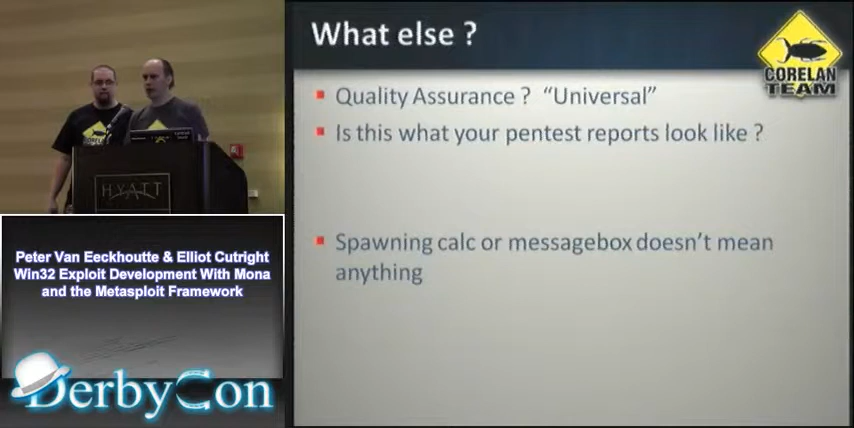 What else ?
CORELAN
TEAM
Quality Assurance ? “Universal”
Is this what your pentest reports look like ?
Spawning calc or messagebox doesn’t mean
anything
HYATT
Peter Van Eeckhoutte & Elliot Cutright
Win32 Exploit Development With Mona
and the Metasploit Framework
DerbyCon